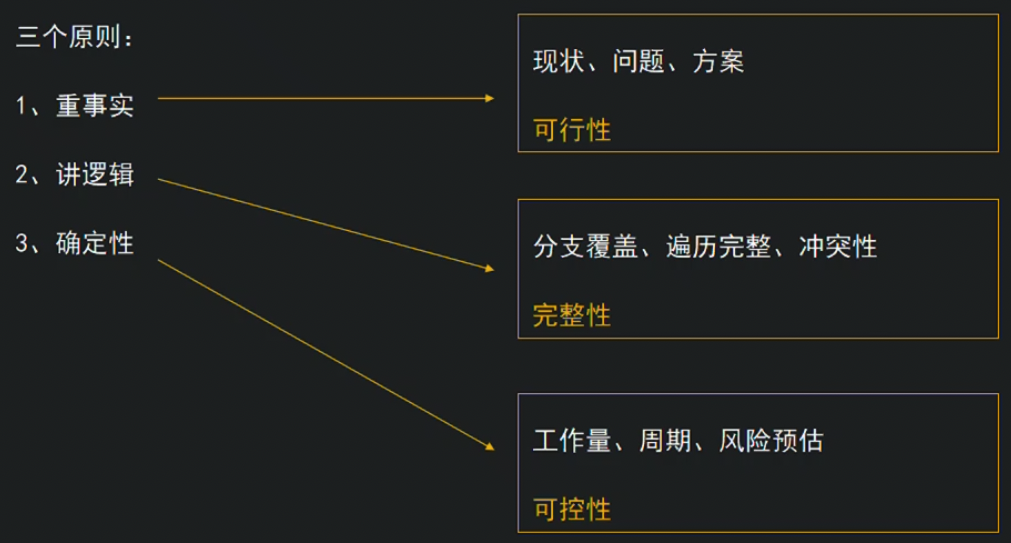 三个原则:
1、重事实
2、讲逻辑
3、确定性
现状、问题、方案
可行性
分支覆盖、遍历完整、冲突性
完整性
工作量、周期、风险预估
可控性